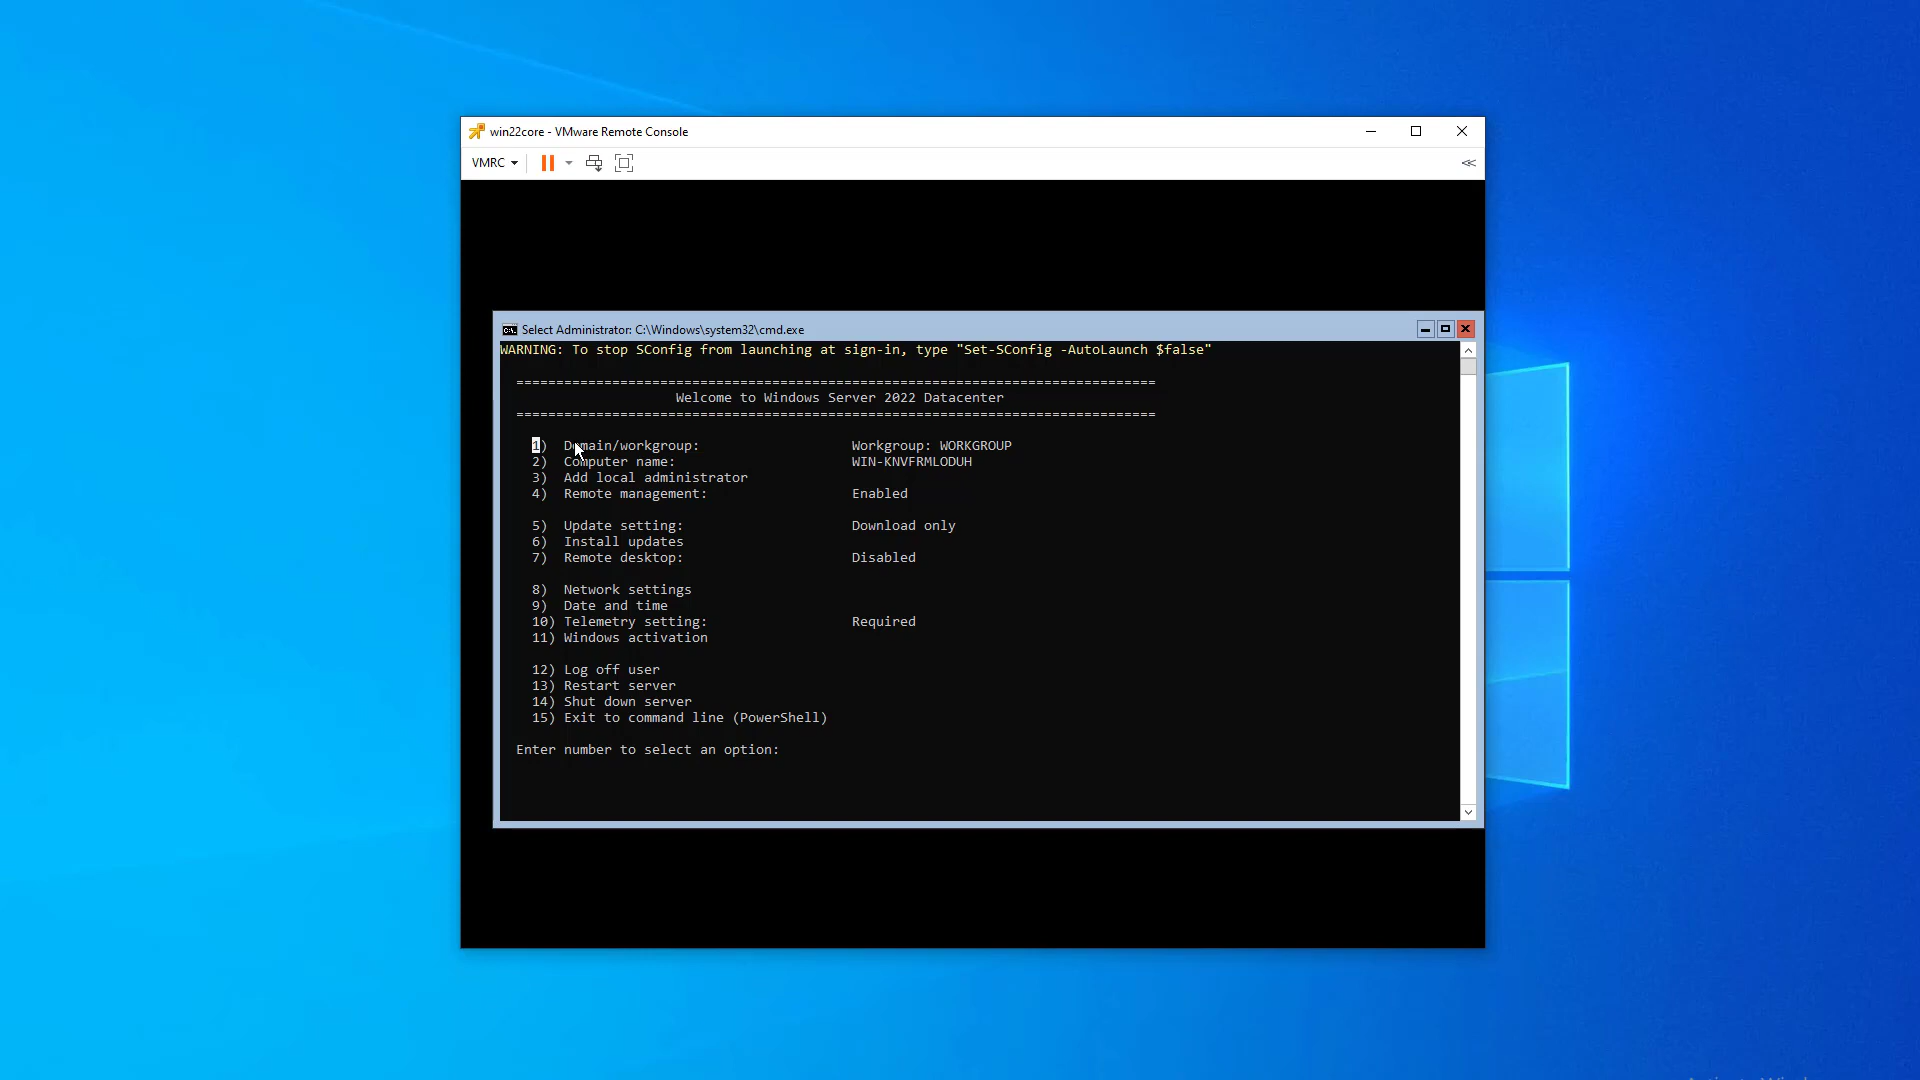 win22core - VMware Remote Console
VMRC
Select Administrator: C:\Windows\system32\cmd.exe
WARNING: To stop SConfig from launching at sign-in, type "Set-SConfig -AutoLaunch $false"
================================================================================
Welcome to Windows Server 2022 Datacenter
================================================================================
1) Domain/workgroup: Workgroup: WORKGROUP
2) Computer name: WIN-KNVFRMLODUH
3) Add local administrator
4) Remote management: Enabled
5) Update setting: Download only
6) Install updates
7) Remote desktop: Disabled
8) Network settings
9) Date and time
10) Telemetry setting: Required
11) Windows activation
12) Log off user
13) Restart server
14) Shut down server
15) Exit to command line (PowerShell)
Enter number to select an option: